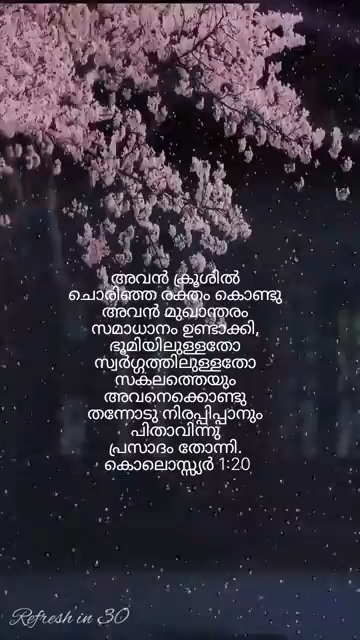 അവൻ ക്രൂശിൽ
ചൊരിഞ്ഞ രക്തം കൊണ്ടു
അവൻ മുഖാന്തരം
സമാധാനം ഉണ്ടാക്കി,
ഭൂമിയിലുള്ളതോ
സ്വർഗ്ഗത്തിലുള്ളതോ
സകലത്തെയും
അവനെക്കൊണ്ടു
തന്നോടു നിരപ്പിപ്പാനും
പിതാവിന്നു
പ്രസാദം തോന്നി.
കൊലൊസ്സ്യർ 1:20
Refresh in 30